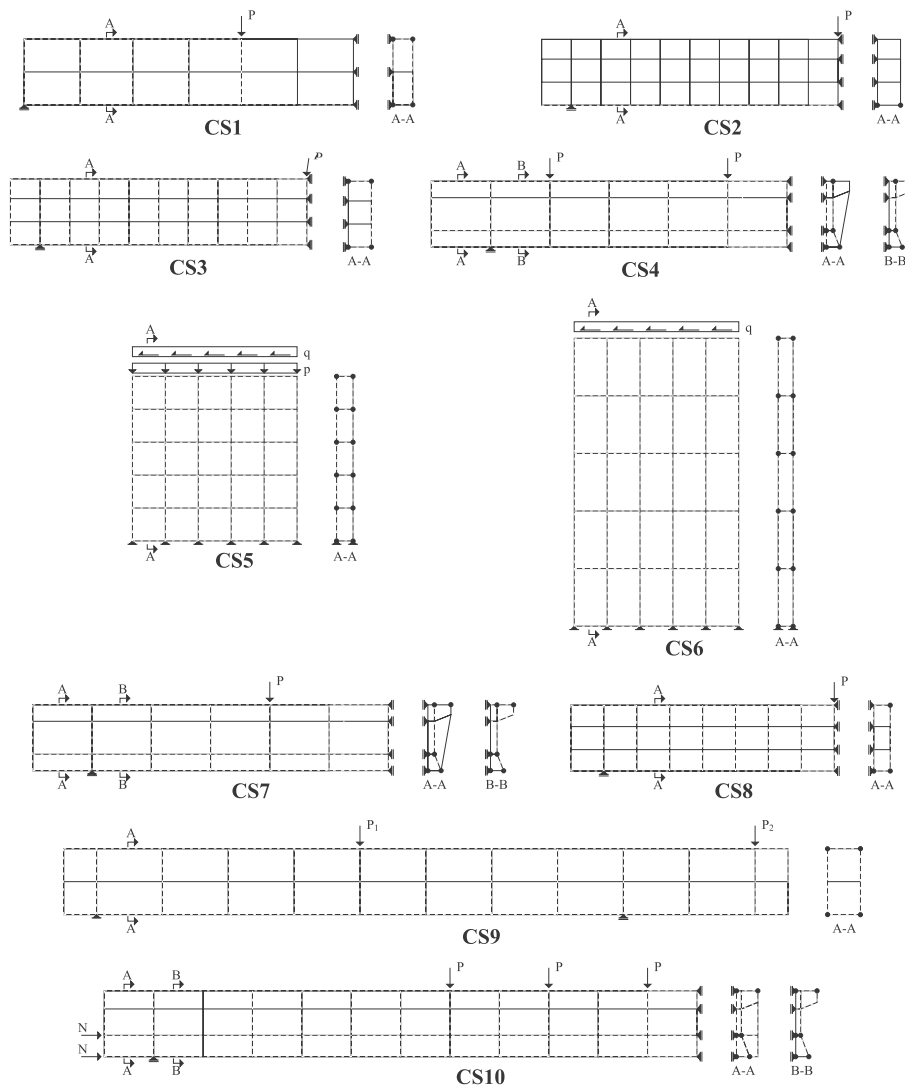 A P
A A-A
CS1
A P
A A-A
CS2
A P
A A-A
CS3
A B P P
A B A-A B-B
CS4
A
q
p
A A-A
CS5
A
q
A A-A
CS6
A B P
A B A-A B-B
CS7
A P
A A-A
CS8
A P1 P2
A A-A
CS9
A B P P P
N
N
A B A-A B-B
CS10